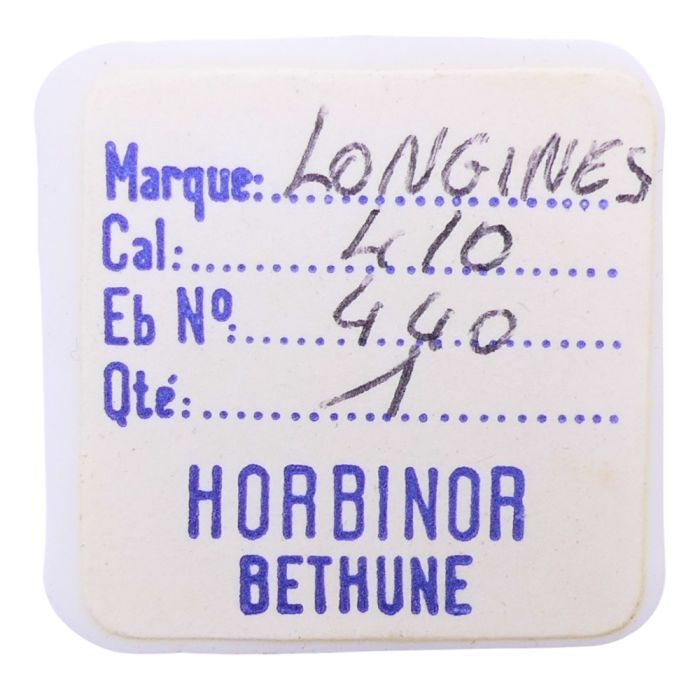 Marque: LONGINES
Cal: 410
Eb Nº: 440
Qté: 1
HORBINOR
BETHUNE